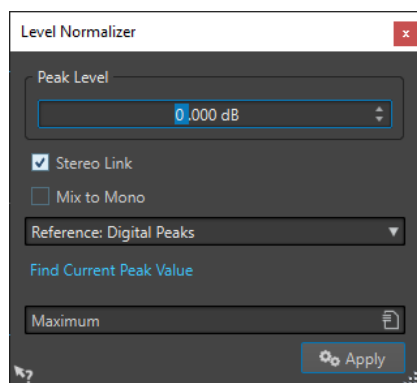 Level Normalizer
x
Peak Level
0.000 dB
Stereo Link
Mix to Mono
Reference: Digital Peaks
Find Current Peak Value
Maximum
Apply
?